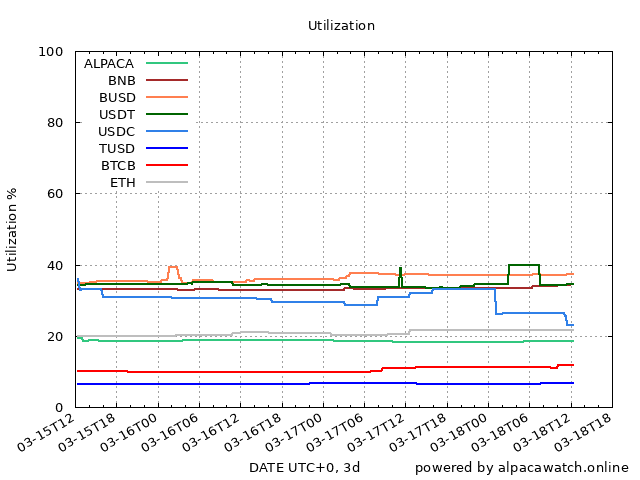 Utilization
100
80
60
40
20
0
Utilization %
ALPACA
BNB
BUSD
USDT
USDC
TUSD
BTCB
ETH
03-15T12
03-15T18
03-16T00
03-16T06
03-16T12
03-16T18
03-17T00
03-17T06
03-17T12
03-17T18
03-18T00
03-18T06
03-18T12
03-18T18
DATE UTC+0, 3d
powered by alpacawatch.online